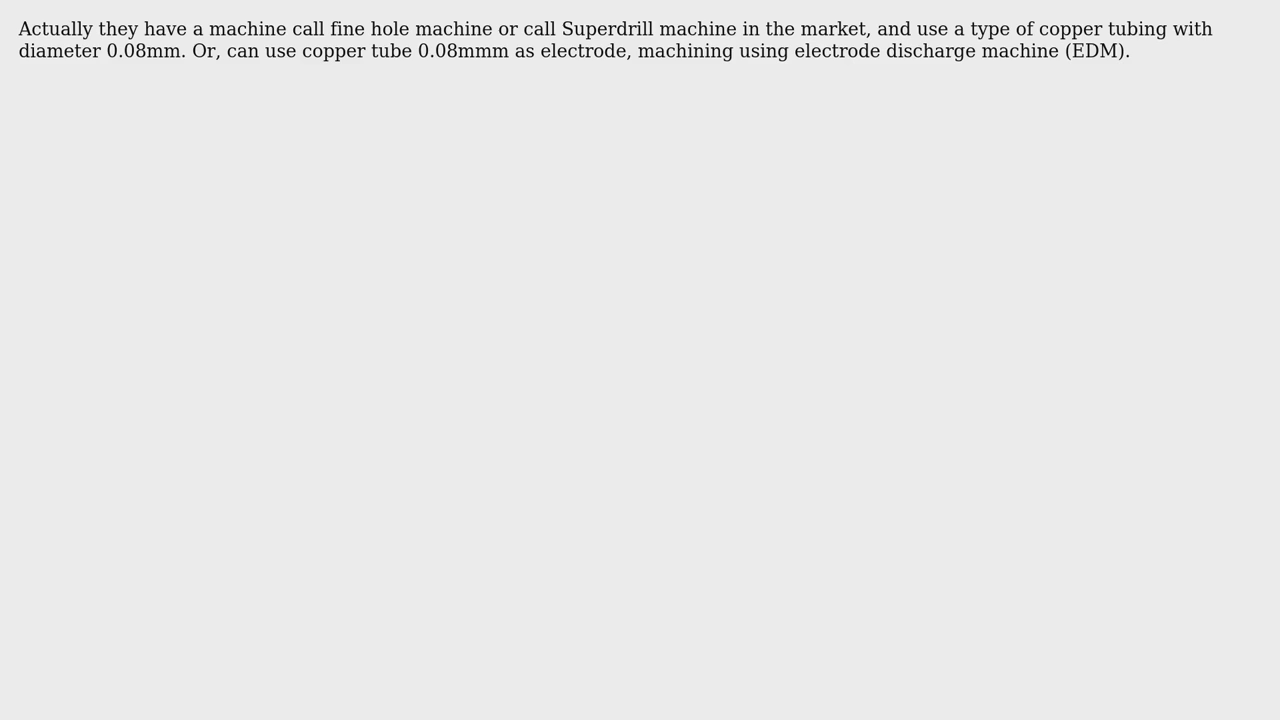 Actually they have a machine call fine hole machine or call Superdrill machine in the market, and use a type of copper tubing with
diameter 0.08mm. Or, can use copper tube 0.08mmm as electrode, machining using electrode discharge machine (EDM).